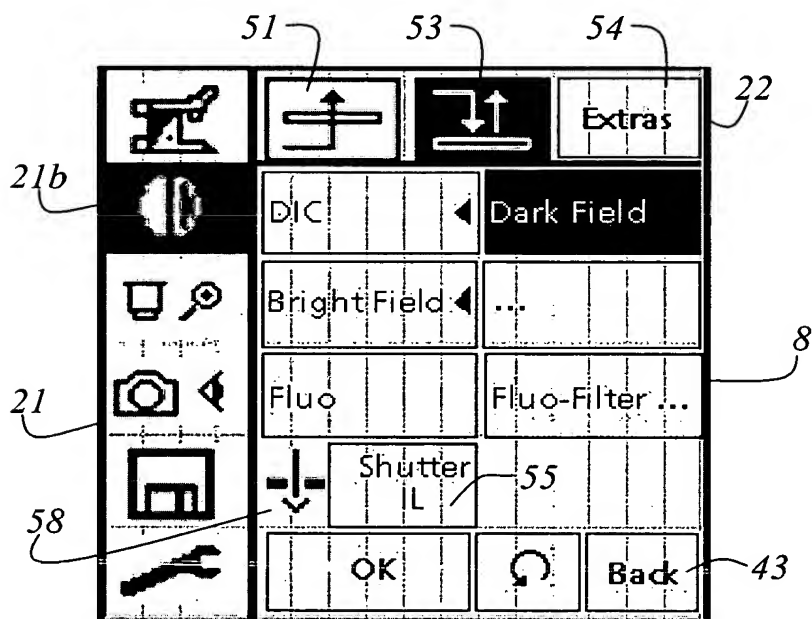 51 53 54
Extras 22
21b
DIC Dark Field
Bright Field ...
8
21 Fluo Fluo-Filter ...
Shutter
L 55
58
OK Back 43